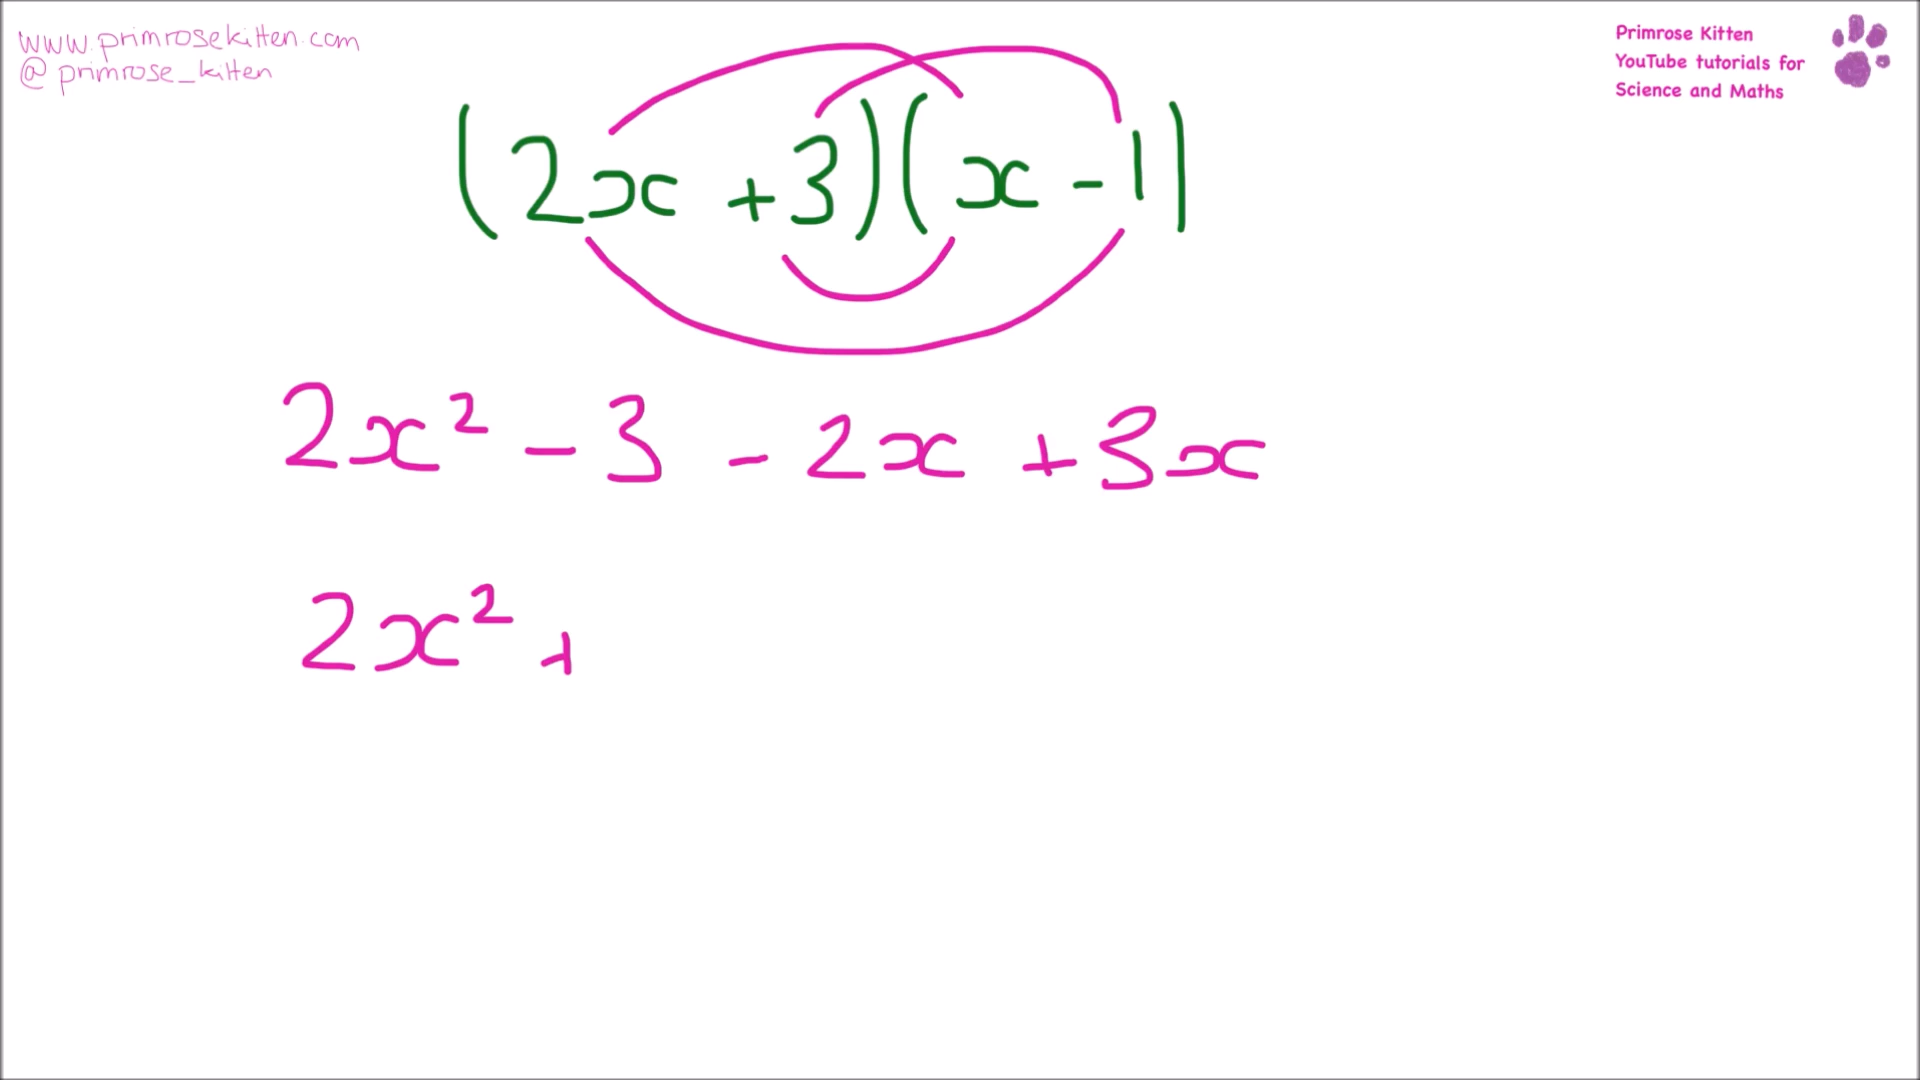 www.primrosekitten.com
@primrose_kitten
Primrose Kitten
YouTube tutorials for
Science and Maths
(2x + 3)(x - 1)
2x² - 3 - 2x + 3x
2x² +